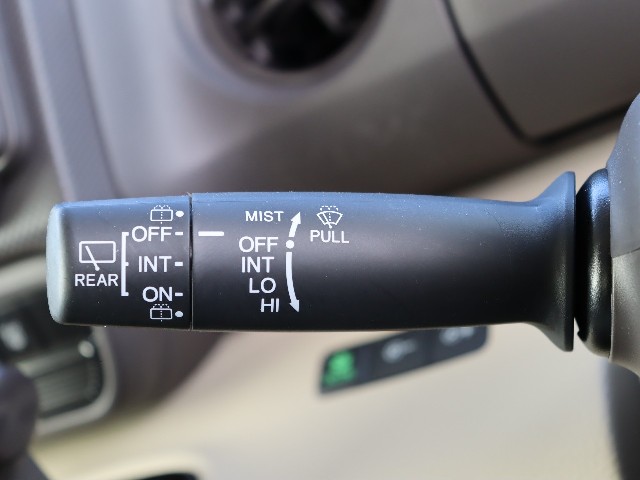 REAR
OFF
INT
ON
MIST
OFF
INT
LO
HI
PULL